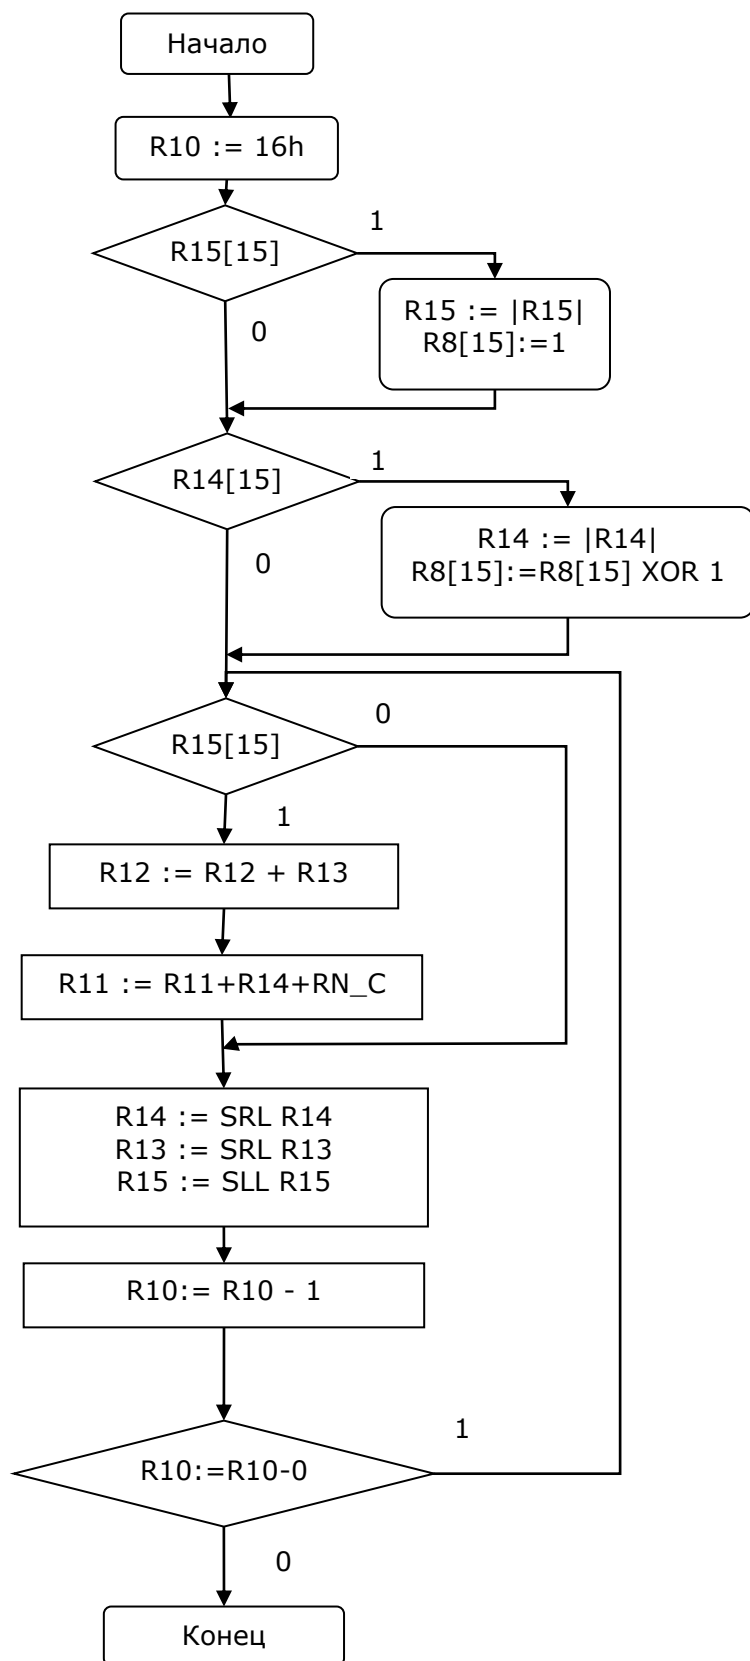 Начало
R10 := 16h
R15[15]
1
R15 := |R15|
R8[15]:=1
0
R14[15]
1
R14 := |R14|
R8[15]:=R8[15] XOR 1
0
R15[15]
0
1
R12 := R12 + R13
R11 := R11+R14+RN_C
R14 := SRL R14
R13 := SRL R13
R15 := SLL R15
R10:= R10 - 1
R10:=R10-0
1
0
Конец